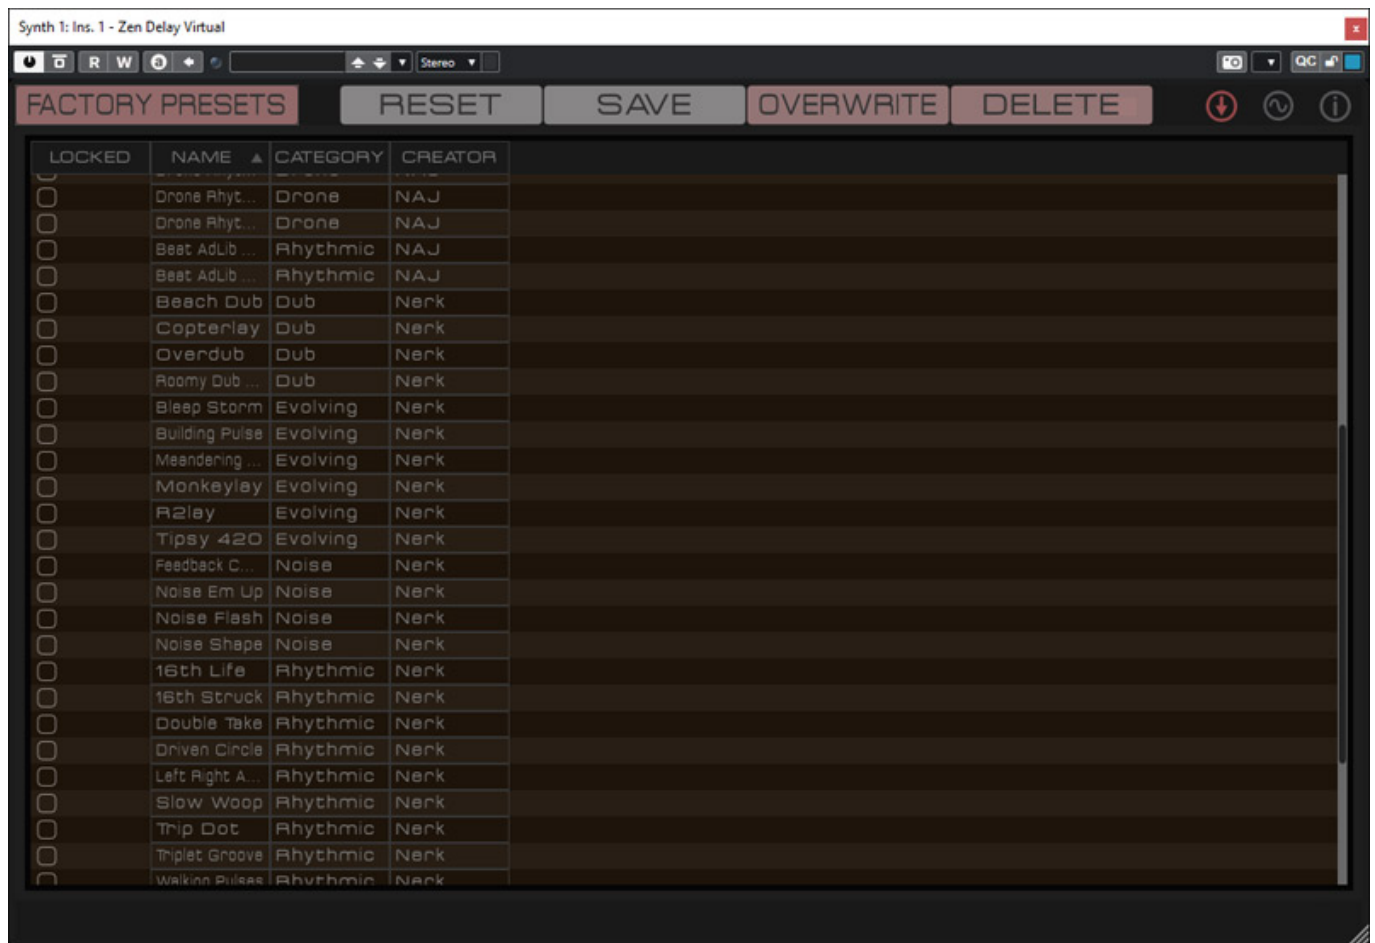 Synth 1: Ins. 1 - Zen Delay Virtual
x
R W Stereo QC
FACTORY PRESETS RESET SAVE OVERWRITE DELETE
LOCKED NAME CATEGORY CREATOR
Drone Rhyt... Drone NAJ
Drone Rhyt... Drone NAJ
Beat AdLib ... Rhythmic NAJ
Beat AdLib ... Rhythmic NAJ
Beach Dub Dub Nerk
Copterlay Dub Nerk
Overdub Dub Nerk
Roomy Dub ... Dub Nerk
Bleep Storm Evolving Nerk
Building Pulse Evolving Nerk
Meandering ... Evolving Nerk
Monkeylay Evolving Nerk
R2lay Evolving Nerk
Tipsy 420 Evolving Nerk
Feedback C... Noise Nerk
Noise Em Up Noise Nerk
Noise Flash Noise Nerk
Noise Shape Noise Nerk
16th Life Rhythmic Nerk
16th Struck Rhythmic Nerk
Double Take Rhythmic Nerk
Driven Circle Rhythmic Nerk
Left Right A... Rhythmic Nerk
Slow Woop Rhythmic Nerk
Trip Dot Rhythmic Nerk
Triplet Groove Rhythmic Nerk
Walking Pulses Rhythmic Nerk